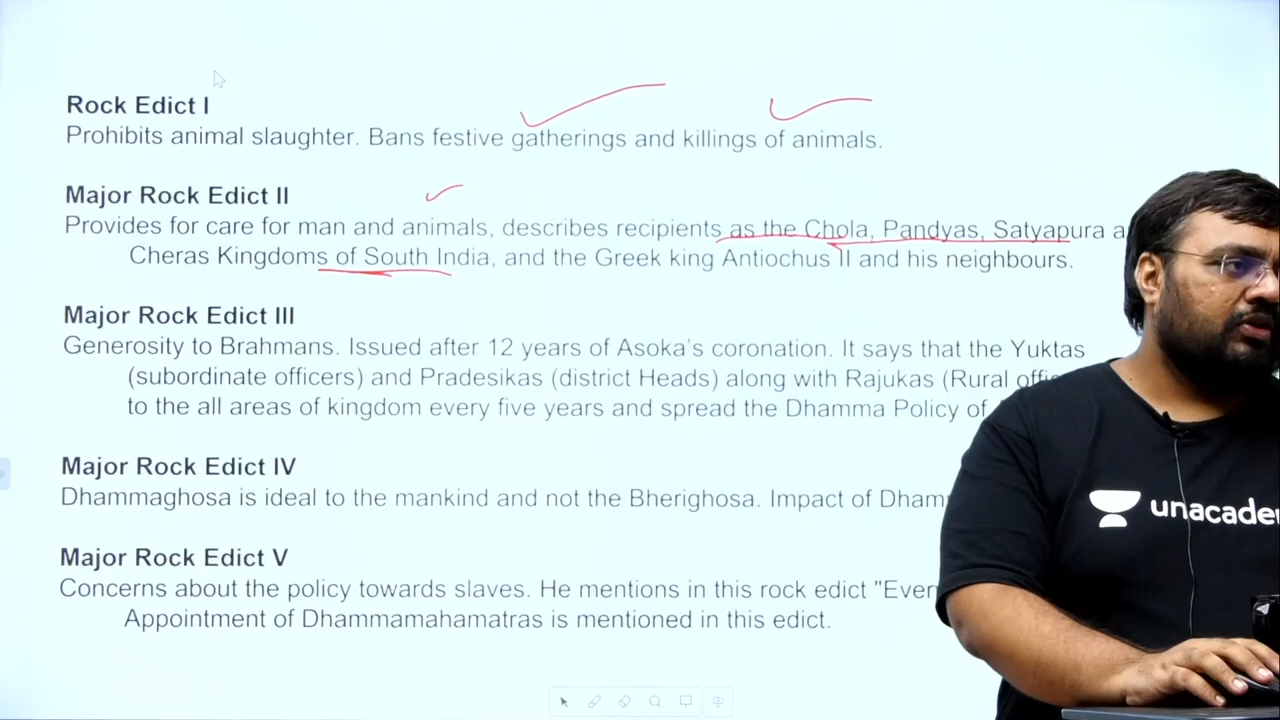 Rock Edict I
Prohibits animal slaughter. Bans festive gatherings and killings of animals.
Major Rock Edict II
Provides for care for man and animals, describes recipients as the Chola, Pandyas, Satyapura
Cheras Kingdoms of South India, and the Greek king Antiochus II and his neighbours.
Major Rock Edict III
Generosity to Brahmans. Issued after 12 years of Asoka's coronation. It says that the Yuktas
(subordinate officers) and Pradesikas (district Heads) along with Rajukas (Rural
to the all areas of kingdom every five years and spread the Dhamma Policy of
Major Rock Edict IV
Dhammaghosa is ideal to the mankind and not the Bherighosa. Impact of
Major Rock Edict V
Concerns about the policy towards slaves. He mentions in this rock edict
Appointment of Dhammamahamatras is mentioned in this edict.